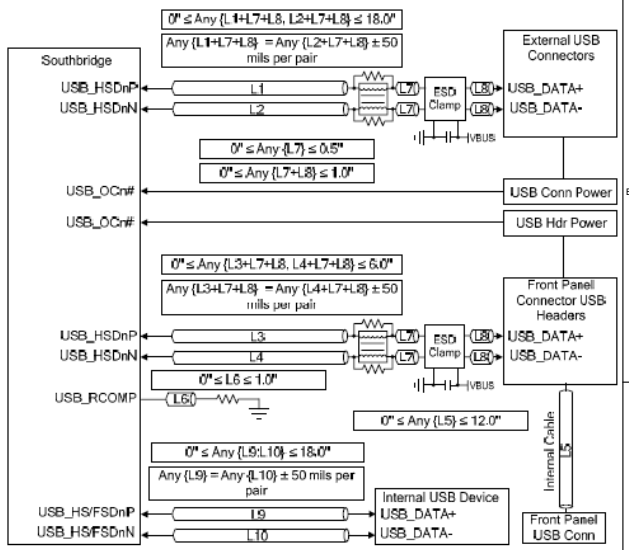 0" ≤ Any {L1+L7+L8, L2+L7+L8} ≤ 18.0"
Any {L1+L7+L8} = Any {L2+L7+L8} ± 50
mils per pair
External USB
Connectors
Southbridge
USB_HSDnP
L1
L7
ESD
Clamp
L8
USB_DATA+
USB_HSDnN
L2
L7
L8
USB_DATA-
VBUS
0" ≤ Any {L7} ≤ 0.5"
0" ≤ Any {L7+L8} ≤ 1.0"
USB_OCn#
USB Conn Power
USB_OCn#
USB Hdr Power
0" ≤ Any {L3+L7+L8, L4+L7+L8} ≤ 6.0"
Any {L3+L7+L8} = Any {L4+L7+L8} ± 50
mils per pair
Front Panel
Connector USB
Headers
USB_HSDnP
L3
L7
ESD
Clamp
L8
USB_DATA+
USB_HSDnN
L4
L7
L8
USB_DATA-
VBUS
0" ≤ L6 ≤ 1.0"
USB_RCOMP
L6
0" ≤ Any {L5} ≤ 12.0"
Internal Cable
L5
0" ≤ Any {L9:L10} ≤ 18.0"
Any {L9} = Any {L10} ± 50 mils per
pair
Internal USB Device
USB_HS/FSDnP
L9
USB_DATA+
USB_HS/FSDnN
L10
USB_DATA-
Front Panel
USB Conn